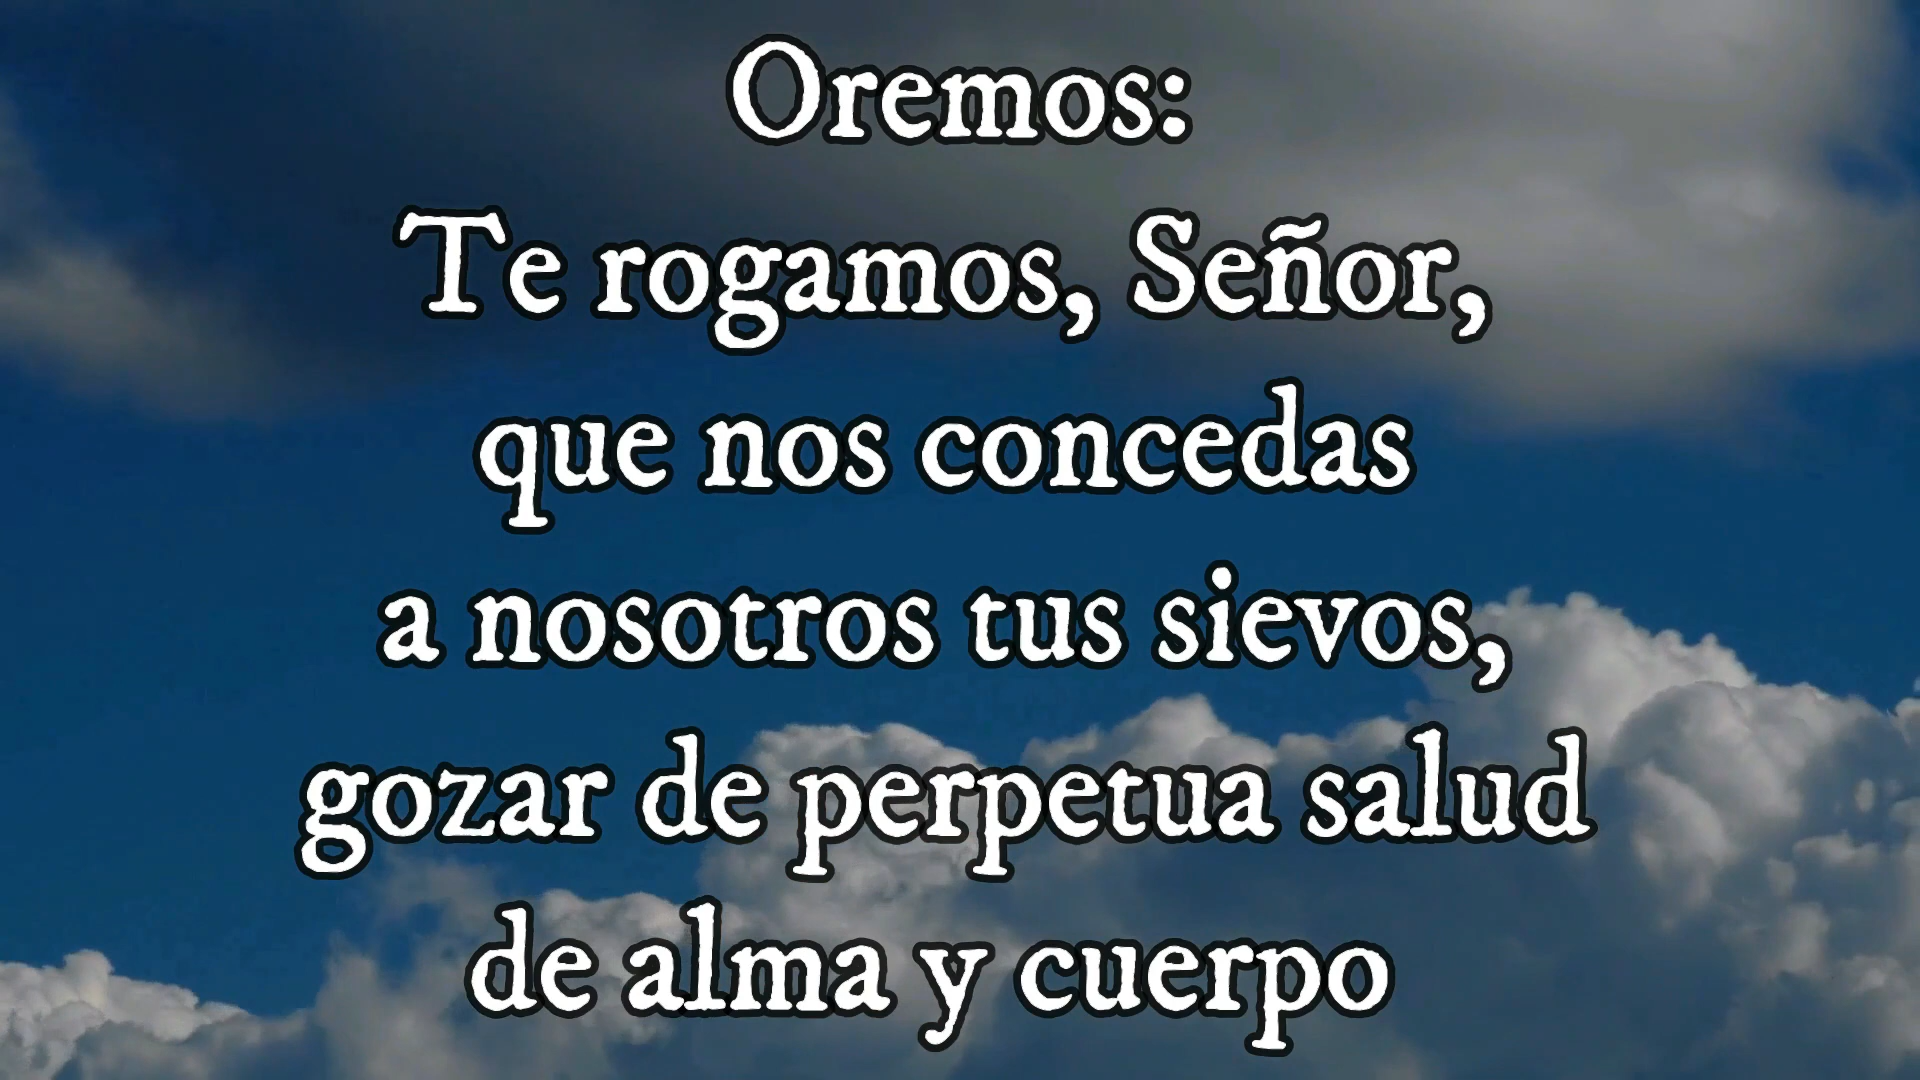 Oremos:
Te rogamos, Señor,
que nos concedas
a nosotros tus sievos,
gozar de perpetua salud
de alma y cuerpo